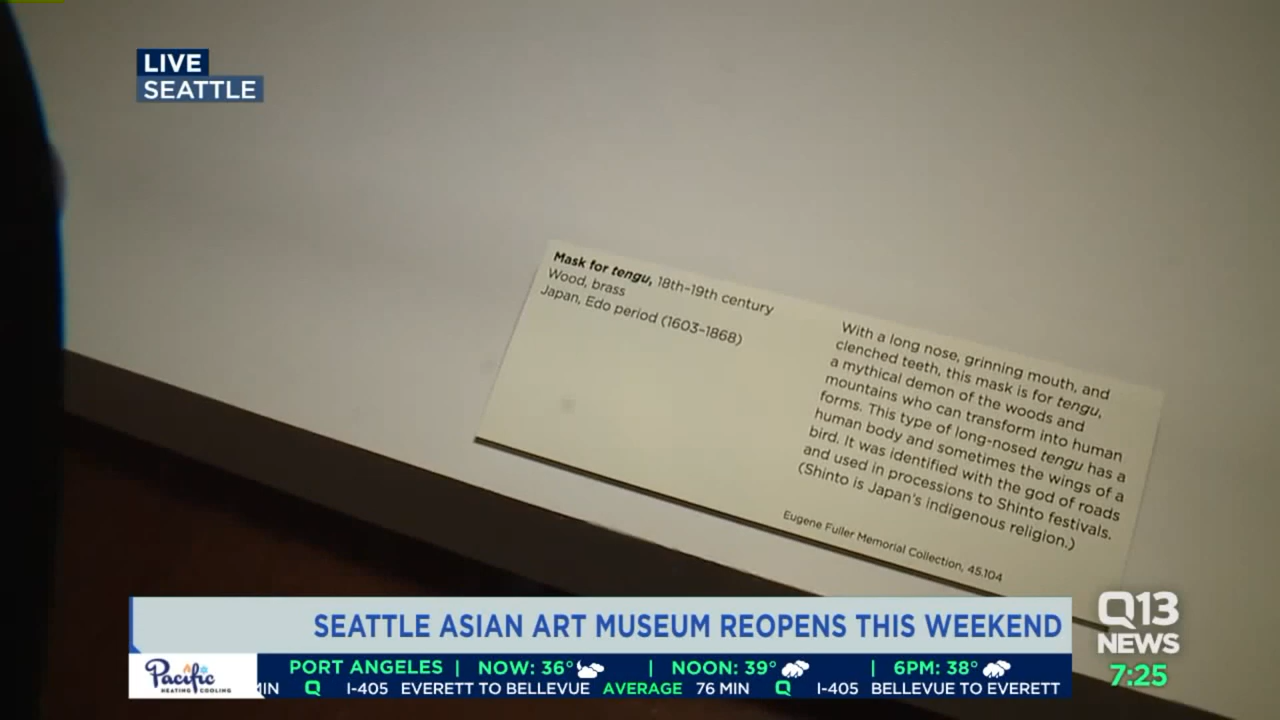 LIVE
SEATTLE
Mask for tengu, 18th–19th century
Wood, brass
Japan, Edo period (1603–1868)
With a long nose, grinning mouth, and
clenched teeth, this mask is for tengu,
a mythical demon of the woods and
mountains who can transform into human
forms. This type of long-nosed tengu has a
human body and sometimes the wings of a
bird. It was identified with the god of roads
and used in processions to Shinto festivals.
(Shinto is Japan's indigenous religion.)
Eugene Fuller Memorial Collection, 45.104
SEATTLE ASIAN ART MUSEUM REOPENS THIS WEEKEND
Q13
NEWS
7:25
Pacific
HEATING COOLING
PORT ANGELES | NOW: 36° | NOON: 39° | 6PM: 38°
MIN Q I-405 EVERETT TO BELLEVUE AVERAGE 76 MIN Q I-405 BELLEVUE TO EVERETT